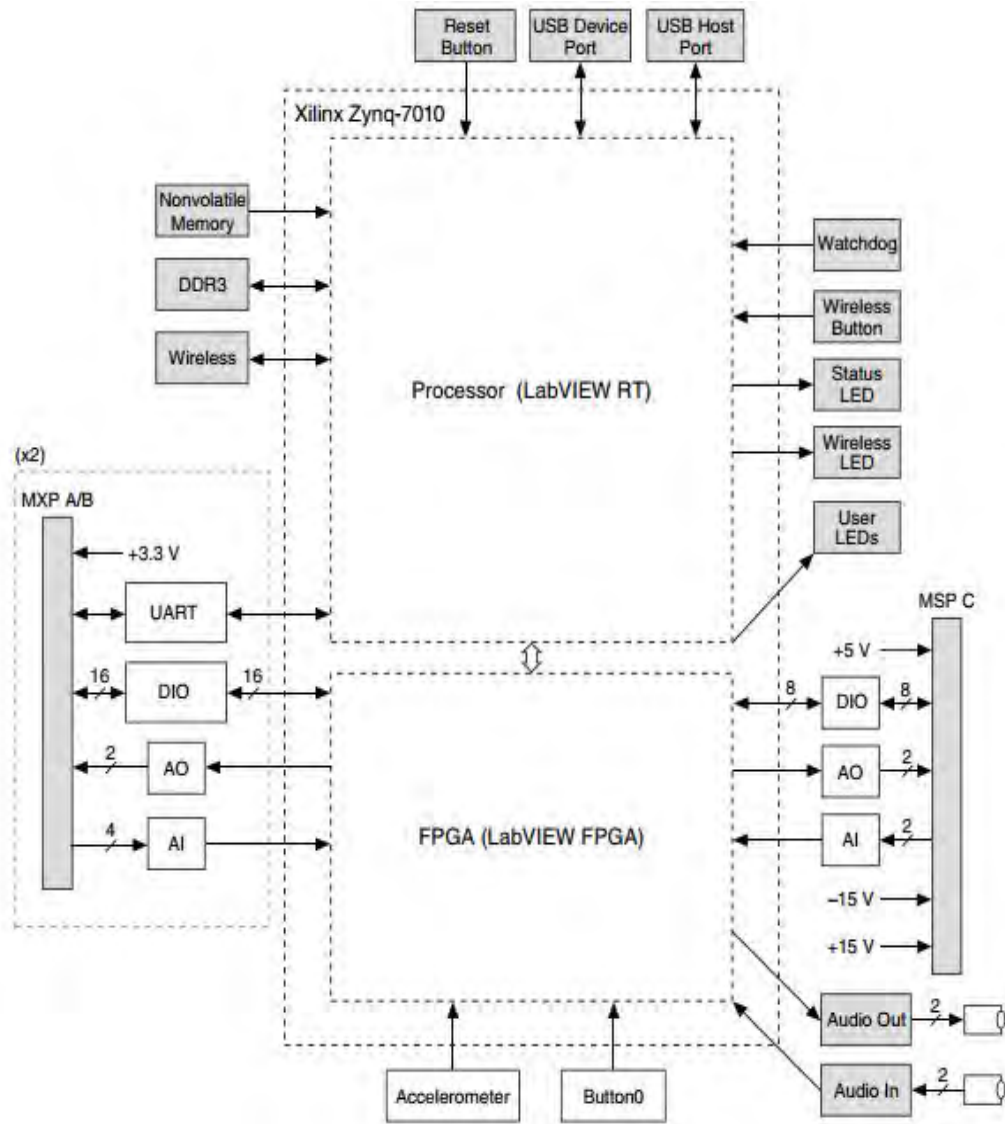 Reset
Button
USB Device
Port
USB Host
Port
Xilinx Zynq-7010
Nonvolatile
Memory
DDR3
Wireless
Processor (LabVIEW RT)
Watchdog
Wireless
Button
Status
LED
Wireless
LED
User
LEDs
(x2)
MXP A/B
+3.3 V
UART
16
DIO
16
2
AO
4
AI
FPGA (LabVIEW FPGA)
MSP C
+5 V
8
DIO
8
AO
2
AI
2
–15 V
+15 V
Audio Out
2
Audio In
2
Accelerometer
Button0